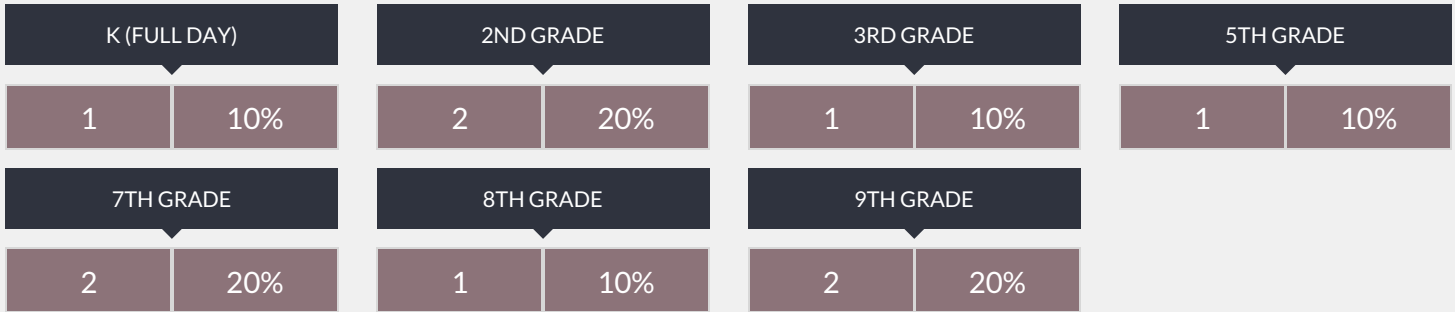 K (FULL DAY) 2ND GRADE 3RD GRADE 5TH GRADE
1 10% 2 20% 1 10% 1 10%
7TH GRADE 8TH GRADE 9TH GRADE
2 20% 1 10% 2 20%